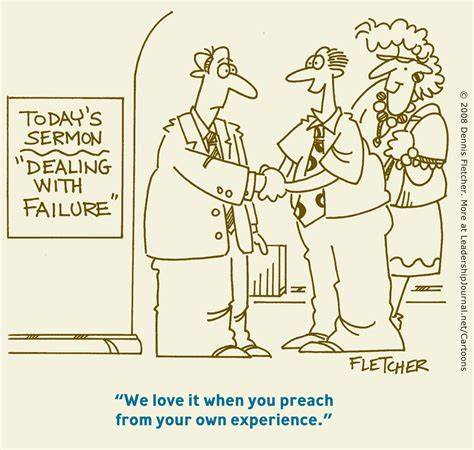 TODAY'S
SERMON
"DEALING
WITH
FAILURE"
© 2008 Dennis Fletcher. More at LeadershipJournal.net/Cartoons
FLETCHER
“We love it when you preach
from your own experience.”